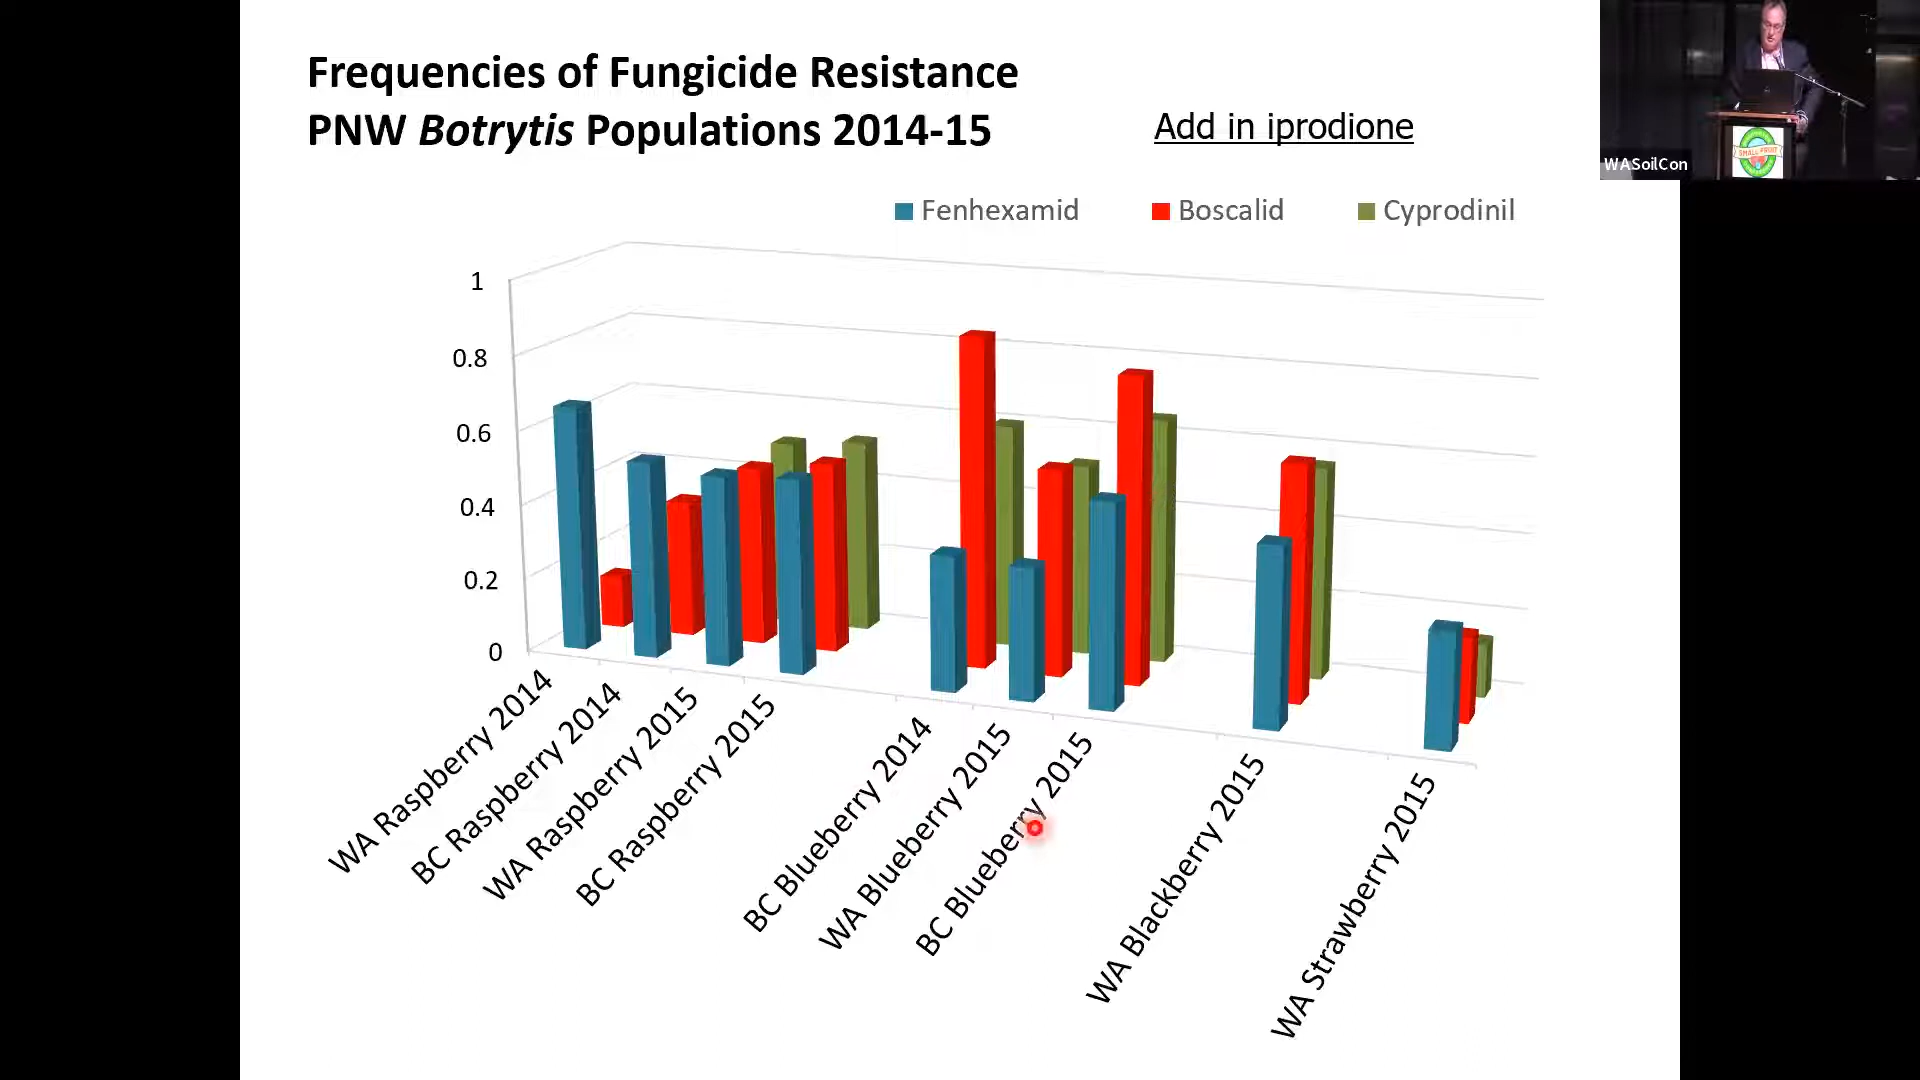 Frequencies of Fungicide Resistance
PNW Botrytis Populations 2014-15
Add in iprodione
WASoilCon
SMALL FRUIT
Fenhexamid
Boscalid
Cyprodinil
1
0.8
0.6
0.4
0.2
0
WA Raspberry 2014
BC Raspberry 2014
WA Raspberry 2015
BC Raspberry 2015
BC Blueberry 2014
WA Blueberry 2015
BC Blueberry 2015
WA Blackberry 2015
WA Strawberry 2015